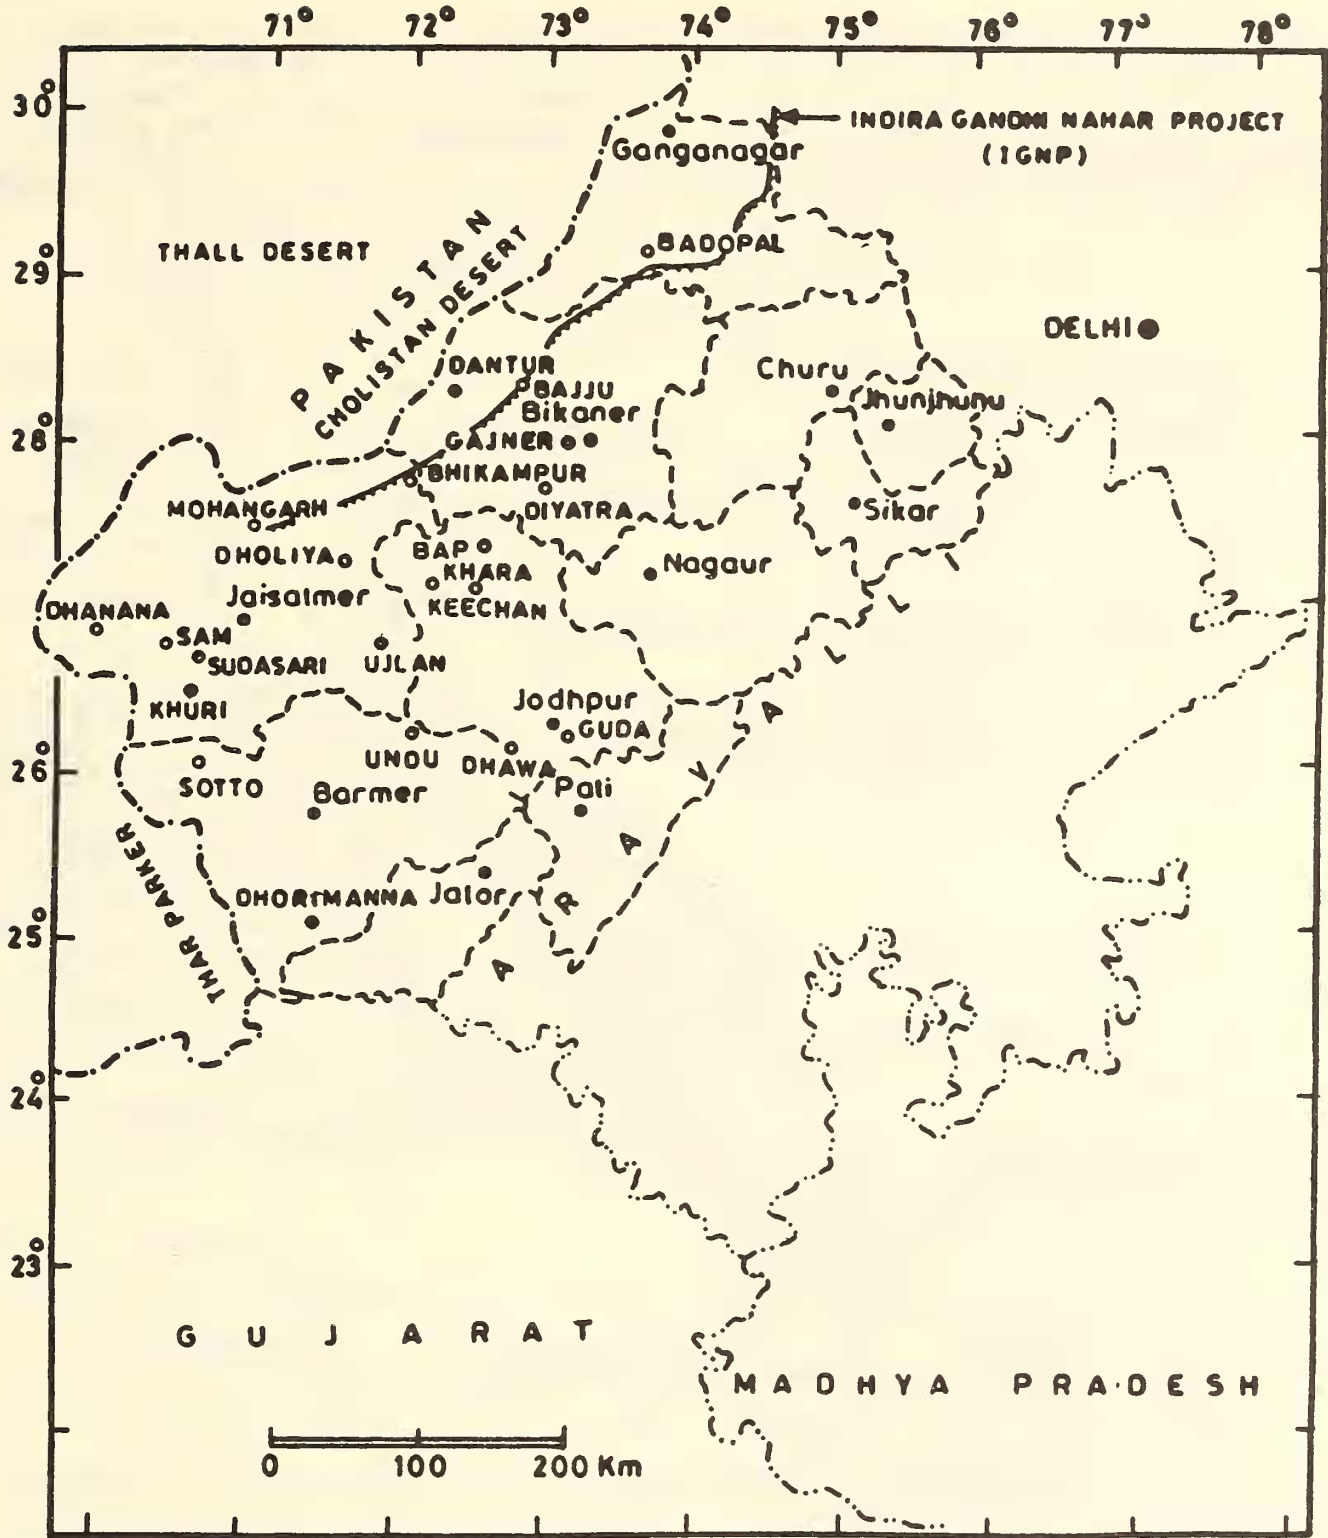 71° 72° 73° 74° 75° 76° 77° 78°
30°
INDIRA GANDHI NAHAR PROJECT
(IGNP)
Ganganagar
THALL DESERT
PAKISTAN
CHOLISTAN DESERT
BADOPAL
29°
DELHI
DANTUR
BAJJU
Bikaner
Churu
Jhunjhunu
28°
GAJNER
BHIKAMPUR
MOHANGARH
DIYATRA
Sikar
DHOLIYA
BAP
KHARA
Nagaur
Jaisalmer
KEECHAN
DHANANA
SAM
SUDASARI
UJLAN
KHURI
Jodhpur
GUDA
26°
UNDU
DHAWA
SOTTO
Barmer
Pali
THAR PARKER
DHORIMANNA
Jalor
ARAVALLI
25°
24°
23°
GUJARAT
MADHYA PRADESH
0 100 200 Km